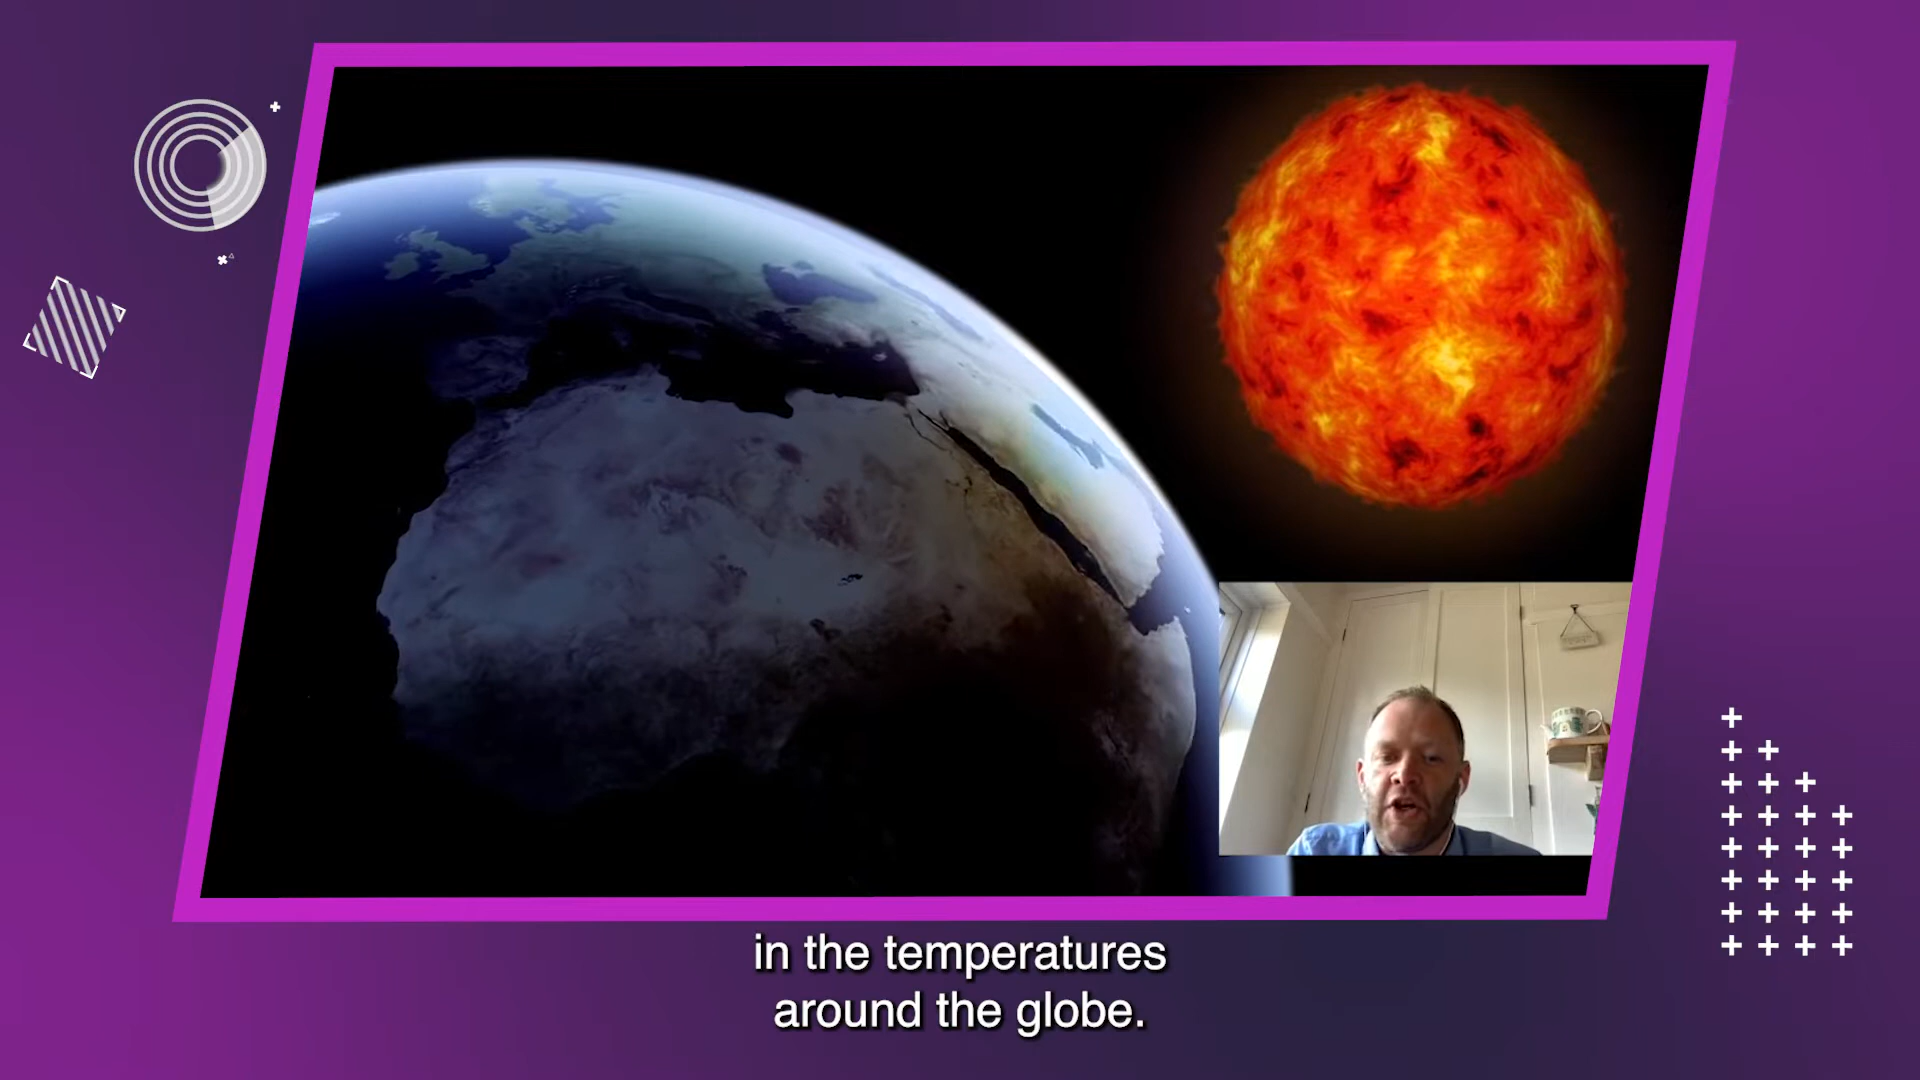 in the temperatures
around the globe.